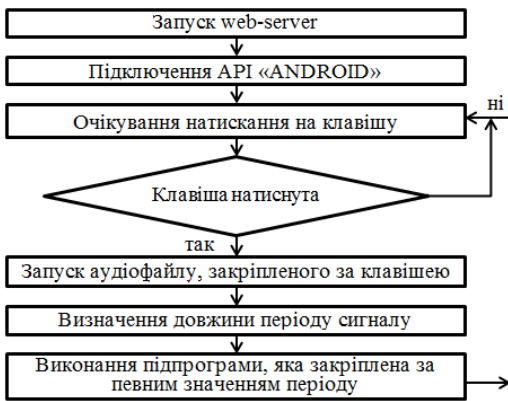 Запуск web-server
Підключення АРІ «ANDROID»
ні
Очікування натискання на клавішу
Клавіша натиснута
так
Запуск аудіофайлу, закріпленого за клавішею
Визначення довжини періоду сигналу
Виконання підпрограми, яка закріплена за
певним значенням періоду